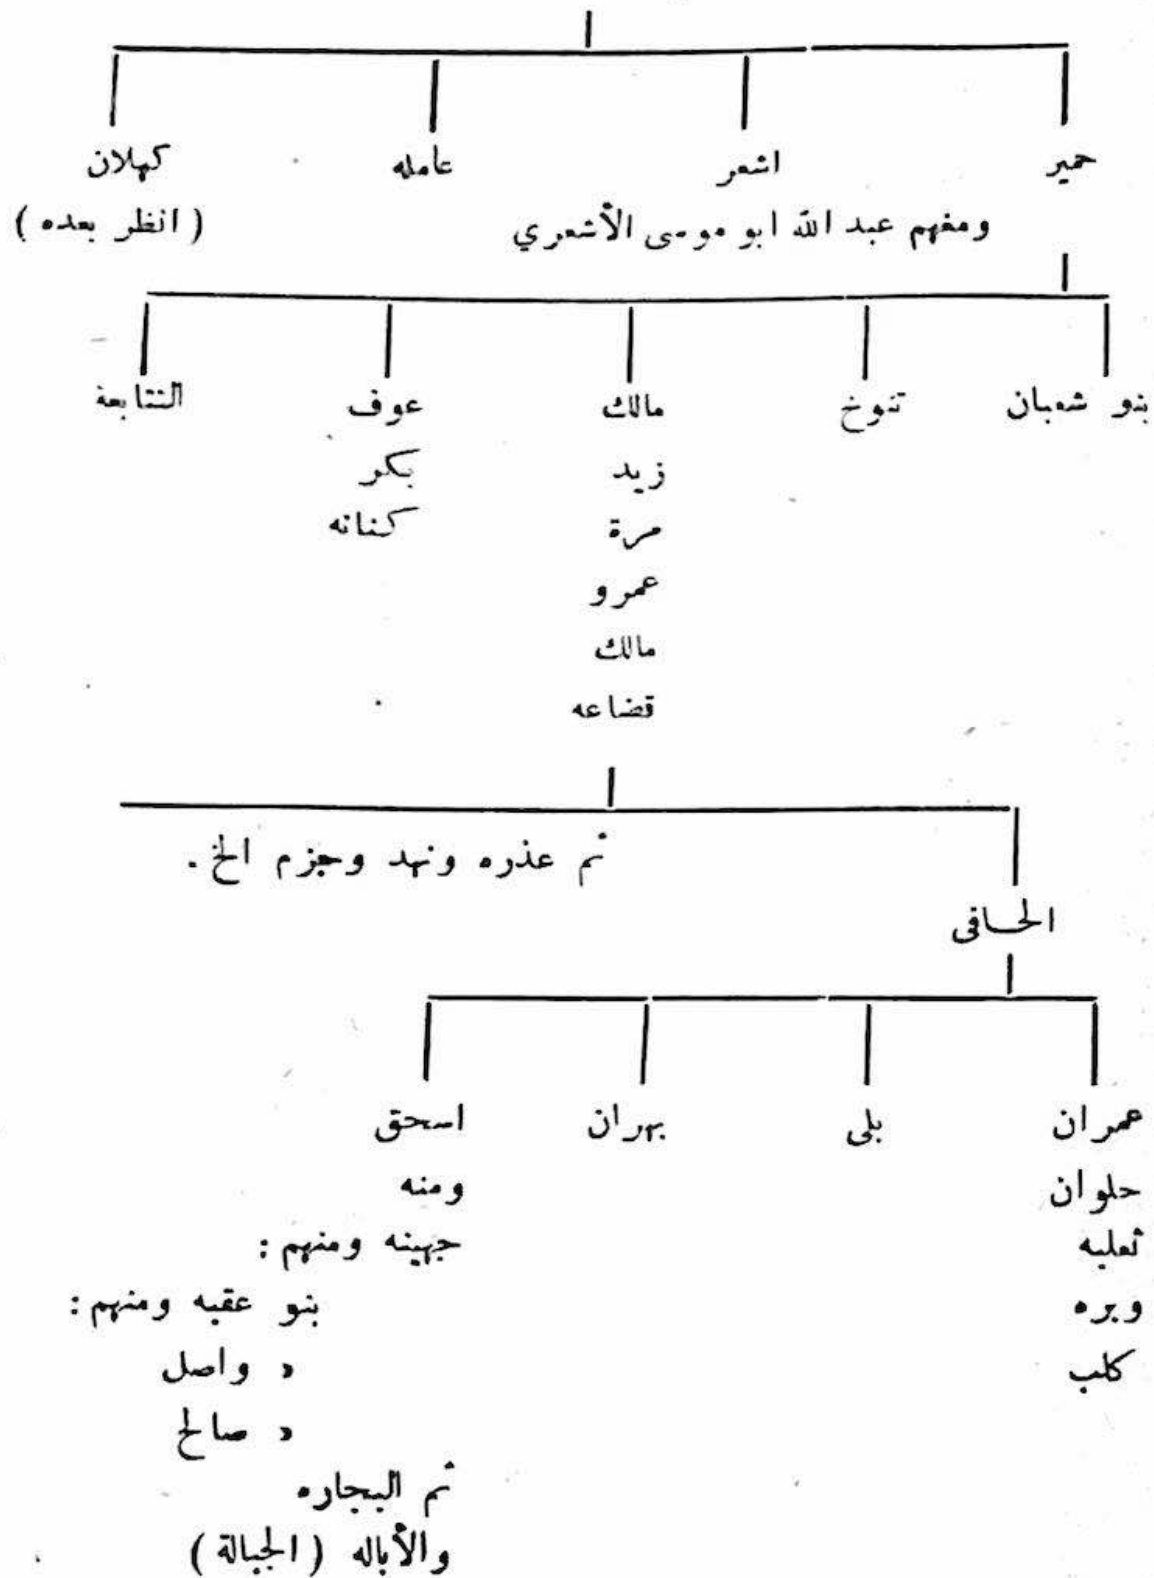 حمير اشعر عامله كهلان
ومنهم عبد الله ابو موسى الأشعري ( انظر بعده )
بنو شعبان تنوخ مالك عوف التتابعة
زيد بكر
مرة كنانه
عمرو
مالك
قضاعه
ثم عذره ونهد وجزم الخ .
الحافى
عمران بلى بهران اسحق
حلوان ومنه
ثعلبه جهينه ومنهم :
وبره بنو عقبه ومنهم :
كلب « واصل
« صالح
ثم البجاره
والأباله ( الجبالة )